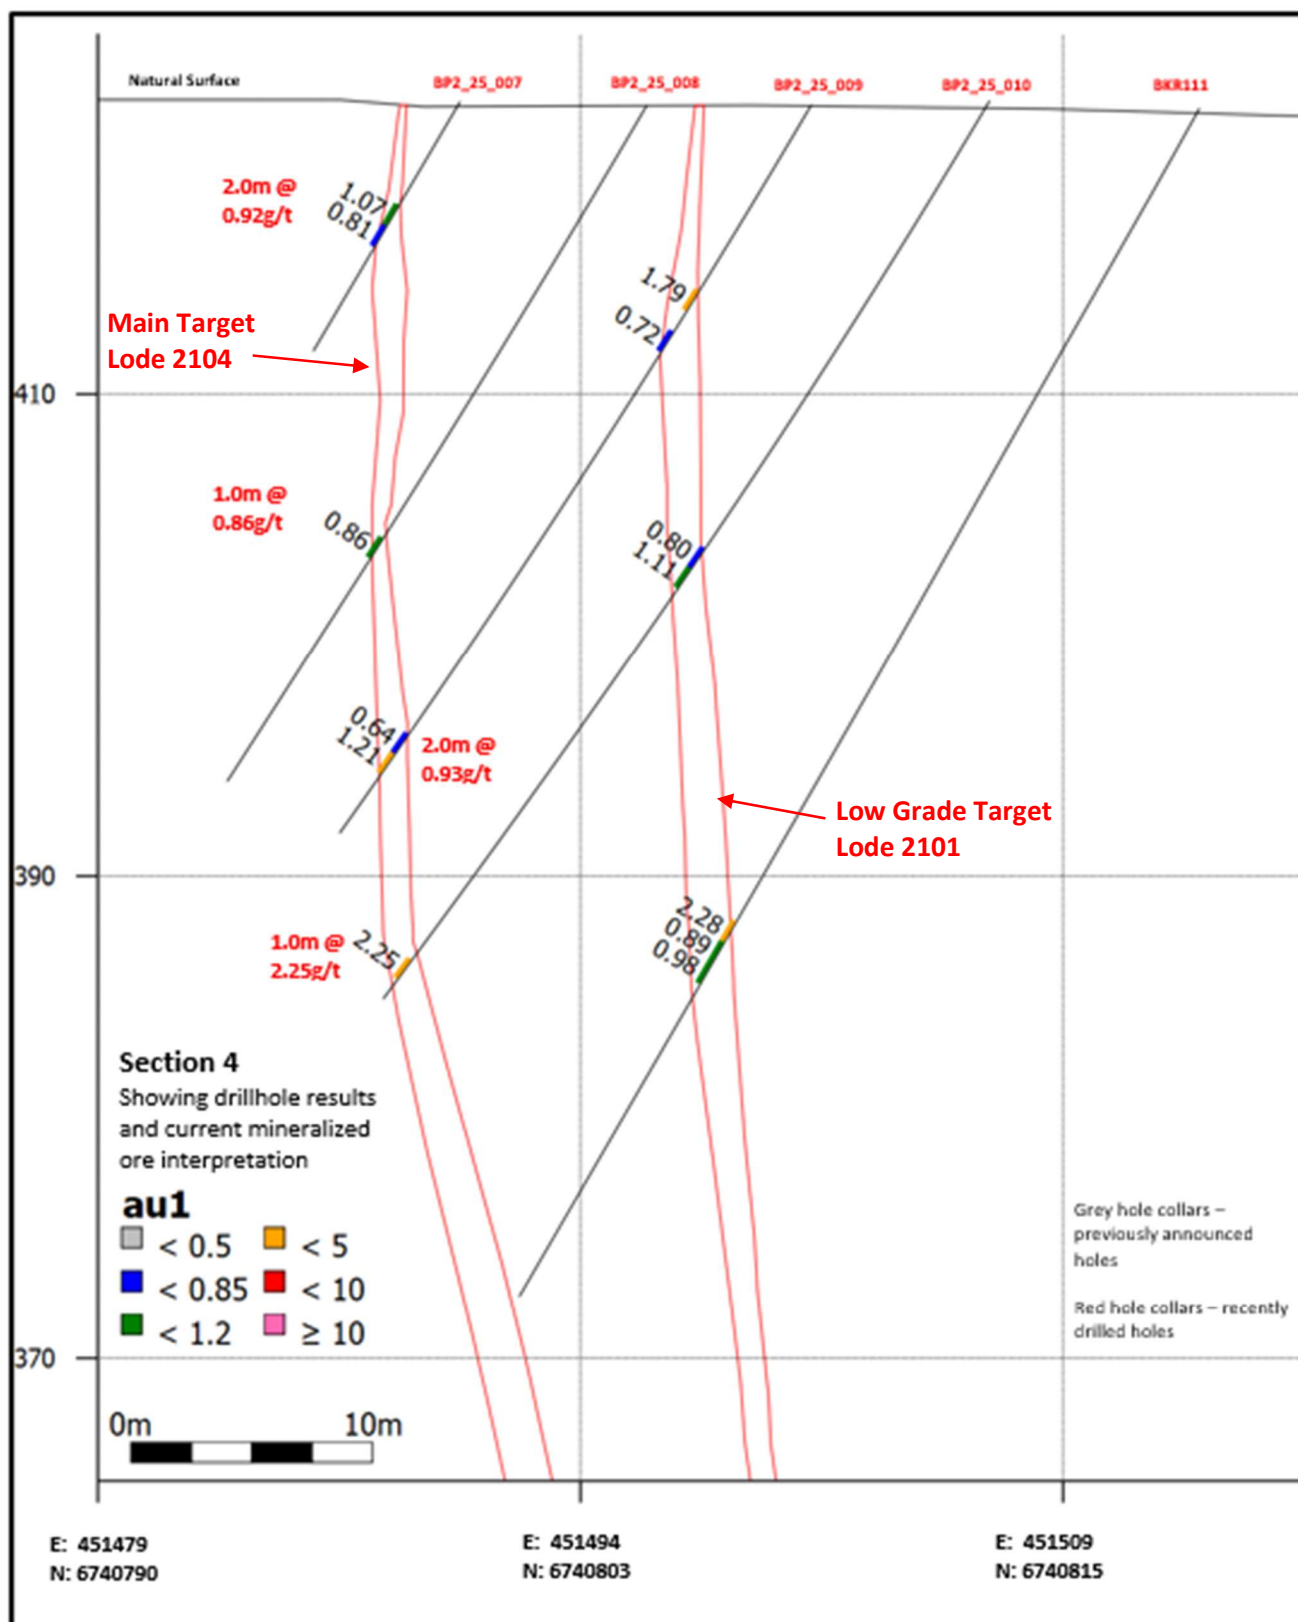 Natural Surface
BP2_25_007
BP2_25_008
BP2_25_009
BP2_25_010
BKR111
2.0m @
0.92g/t
1.07
0.81
1.79
0.72
Main Target
Lode 2104
410
1.0m @
0.86g/t
0.86
0.80
1.11
0.64
1.21
2.0m @
0.93g/t
Low Grade Target
Lode 2101
390
2.28
0.89
0.98
1.0m @
2.25g/t
2.25
Section 4
Showing drillhole results
and current mineralized
ore interpretation
au1
< 0.5
< 5
< 0.85
< 10
< 1.2
≥ 10
Grey hole collars –
previously announced
holes
Red hole collars – recently
drilled holes
370
0m
10m
E: 451479
N: 6740790
E: 451494
N: 6740803
E: 451509
N: 6740815